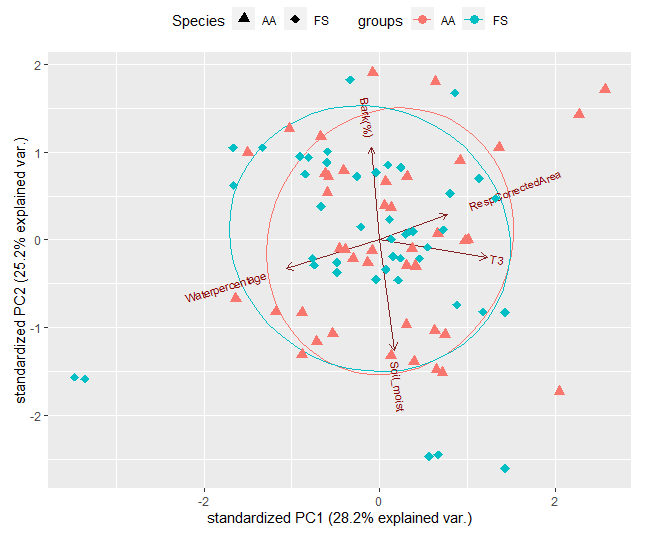 Species AA FS groups AA FS
2
1
0
-1
-2
-2 0 2
standardized PC1 (28.2% explained var.)
standardized PC2 (25.2% explained var.)
Bark(%)
RespCorrectedArea
T3
Waterpercentage
Soil_moist